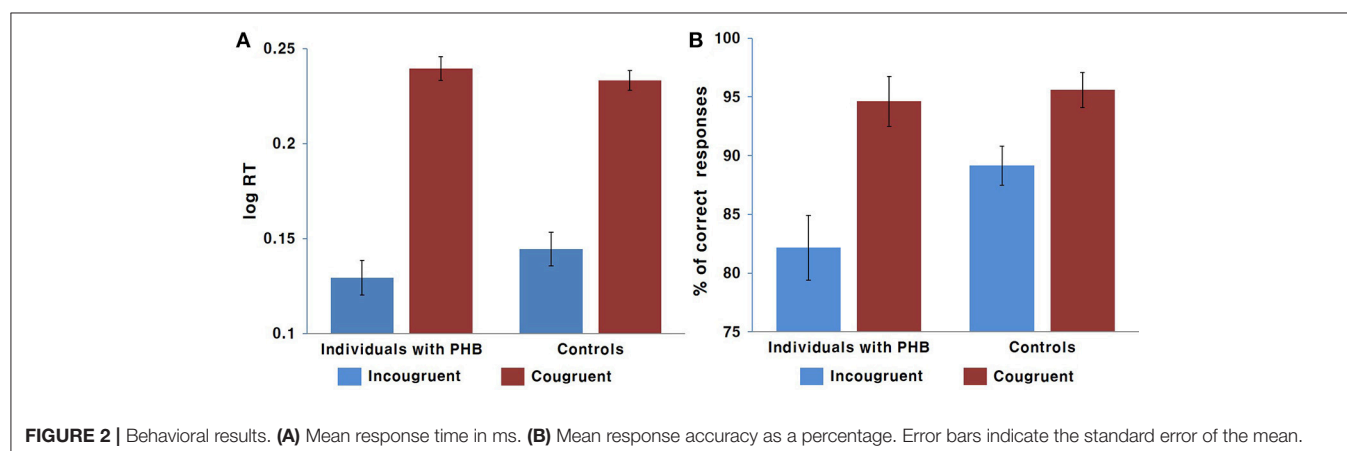 A
0.25
0.2
0.15
0.1
log RT
Individuals with PHB Controls
Incougruent Cougruent
B
100
95
90
85
80
75
% of correct responses
Individuals with PHB Controls
Incougruent Cougruent
FIGURE 2 | Behavioral results. (A) Mean response time in ms. (B) Mean response accuracy as a percentage. Error bars indicate the standard error of the mean.